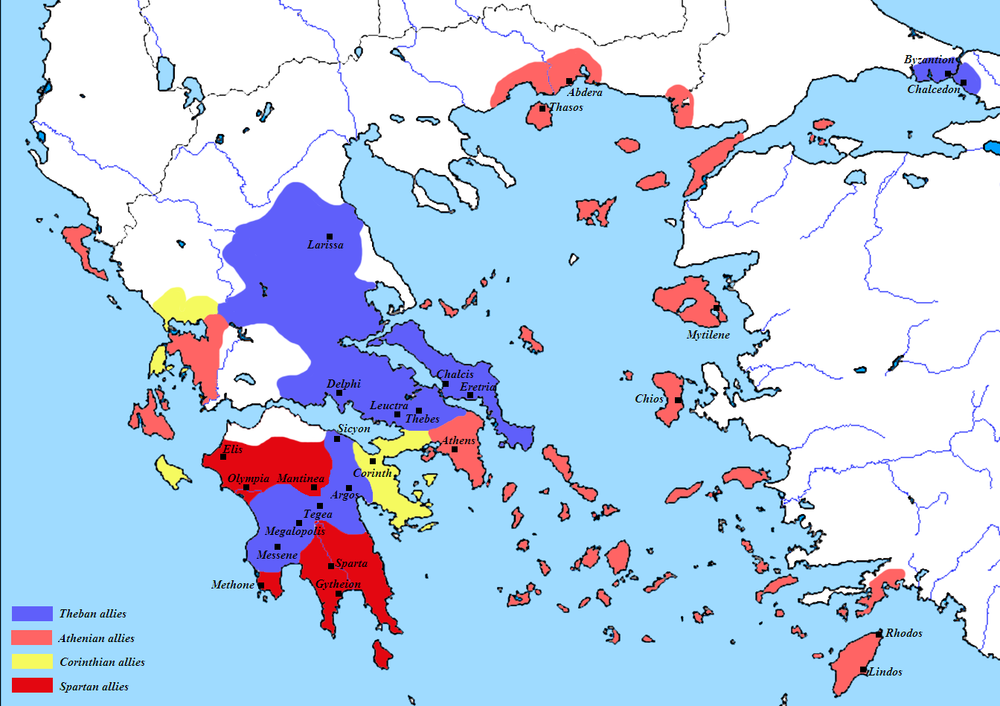 Byzantion
Chalcedon
Abdera
Thasos
Larissa
Mytilene
Chalcis
Eretria
Delphi
Leuctra
Thebes
Chios
Sicyon
Athens
Elis
Corinth
Olympia
Mantinea
Argos
Tegea
Megalopolis
Messene
Sparta
Methone
Gytheion
Rhodos
Lindos
Theban allies
Athenian allies
Corinthian allies
Spartan allies